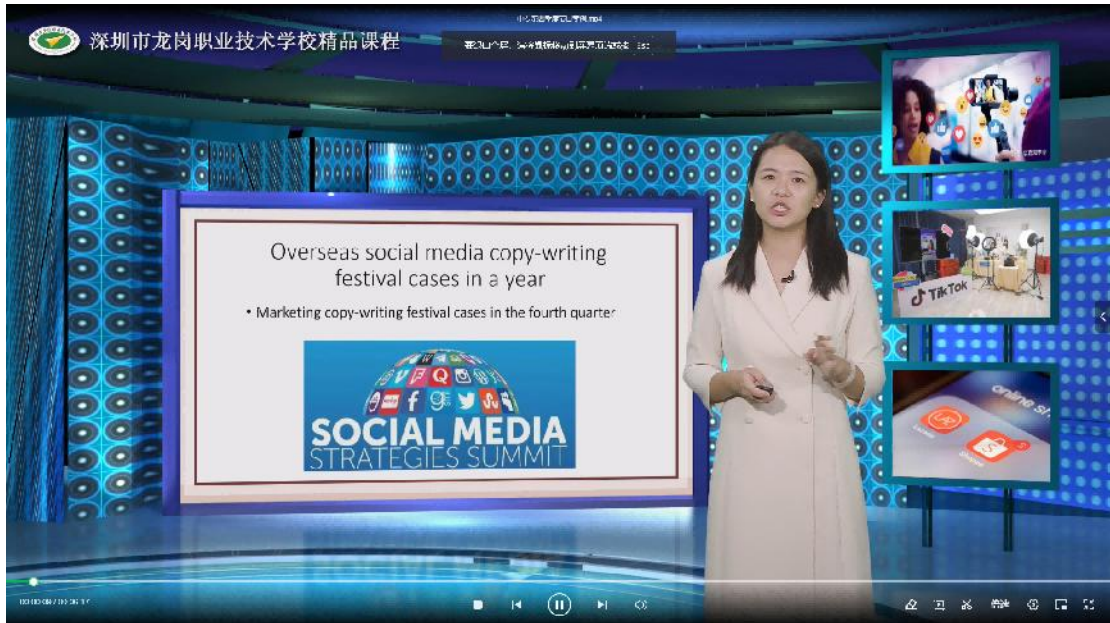 深圳市龙岗职业技术学校精品课程
Overseas social media copy-writing
festival cases in a year
• Marketing copy-writing festival cases in the fourth quarter
SOCIAL MEDIA
STRATEGIES SUMMIT
TikTok
Lazada
Shopee